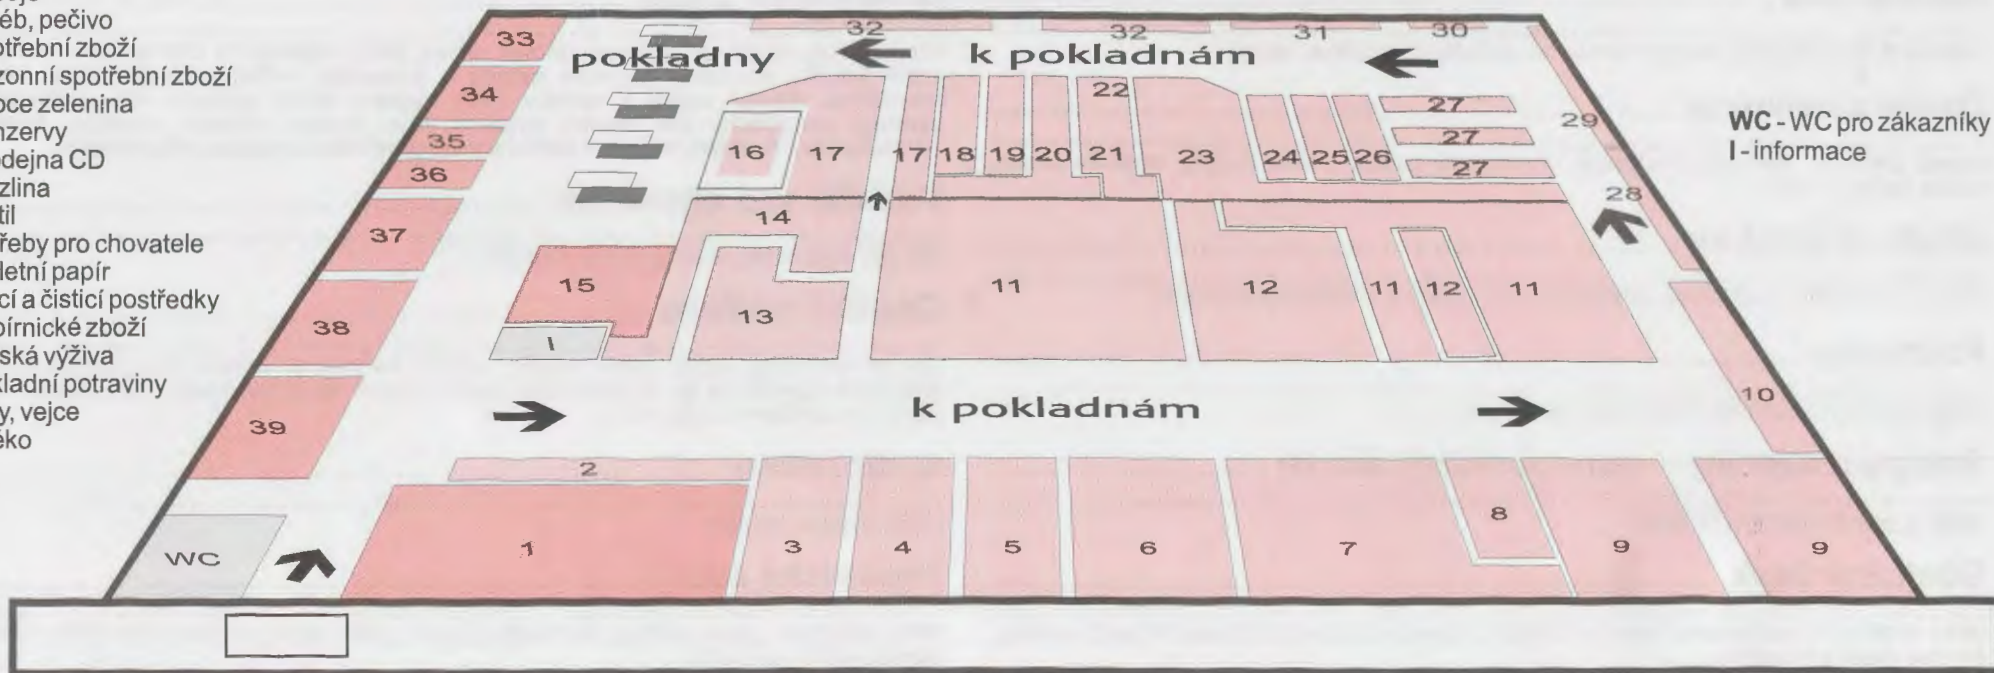 éb, pečivo
otřební zboží
zonní spotřební zboží
oce zelenina
nzervy
dejna CD
zlina
til
řeby pro chovatele
letní papír
cí a čisticí postředky
pírnické zboží
ská výživa
kladní potraviny
y, vejce
éko
33
32
32
31
30
pokladny
k pokladnám
34
22
27
35
27
29
16
17
17
18
19
20
21
23
24
25
26
27
36
28
37
14
15
11
12
11
12
11
13
38
I
10
39
k pokladnám
2
WC
1
3
4
5
6
7
8
9
9
WC - WC pro zákazníky
I - informace